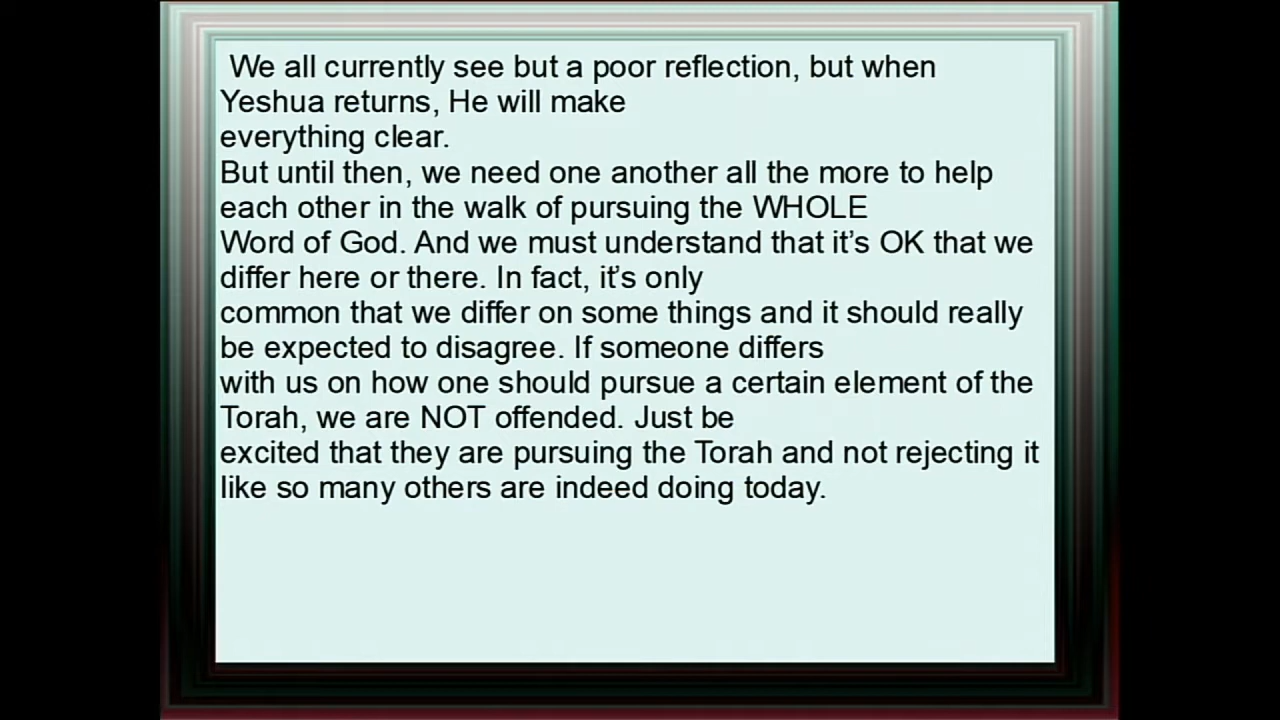 We all currently see but a poor reflection, but when
Yeshua returns, He will make
everything clear.
But until then, we need one another all the more to help
each other in the walk of pursuing the WHOLE
Word of God. And we must understand that it’s OK that we
differ here or there. In fact, it’s only
common that we differ on some things and it should really
be expected to disagree. If someone differs
with us on how one should pursue a certain element of the
Torah, we are NOT offended. Just be
excited that they are pursuing the Torah and not rejecting it
like so many others are indeed doing today.